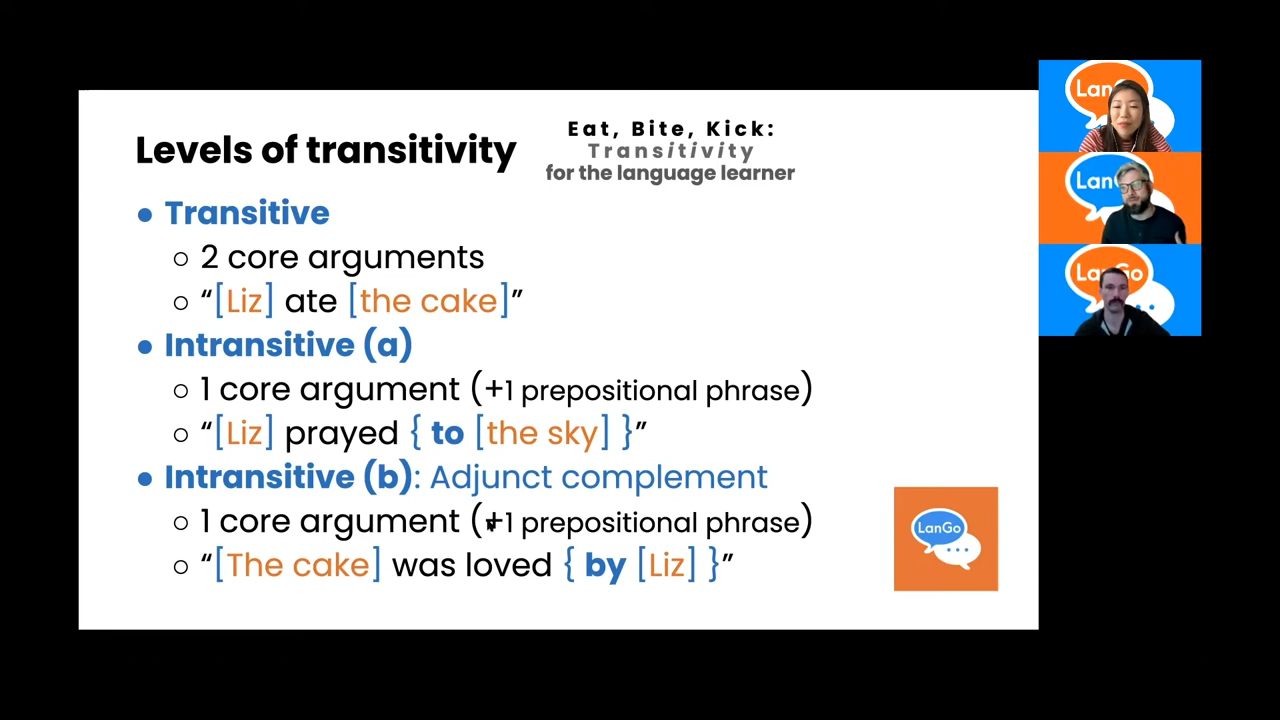 Levels of transitivity
Eat, Bite, Kick:
Transitivity
for the language learner
● Transitive
○ 2 core arguments
○ “[Liz] ate [the cake]”
● Intransitive (a)
○ 1 core argument (+1 prepositional phrase)
○ “[Liz] prayed { to [the sky] }”
● Intransitive (b): Adjunct complement
○ 1 core argument (+1 prepositional phrase)
○ “[The cake] was loved { by [Liz] }”
LanGo
LanGo